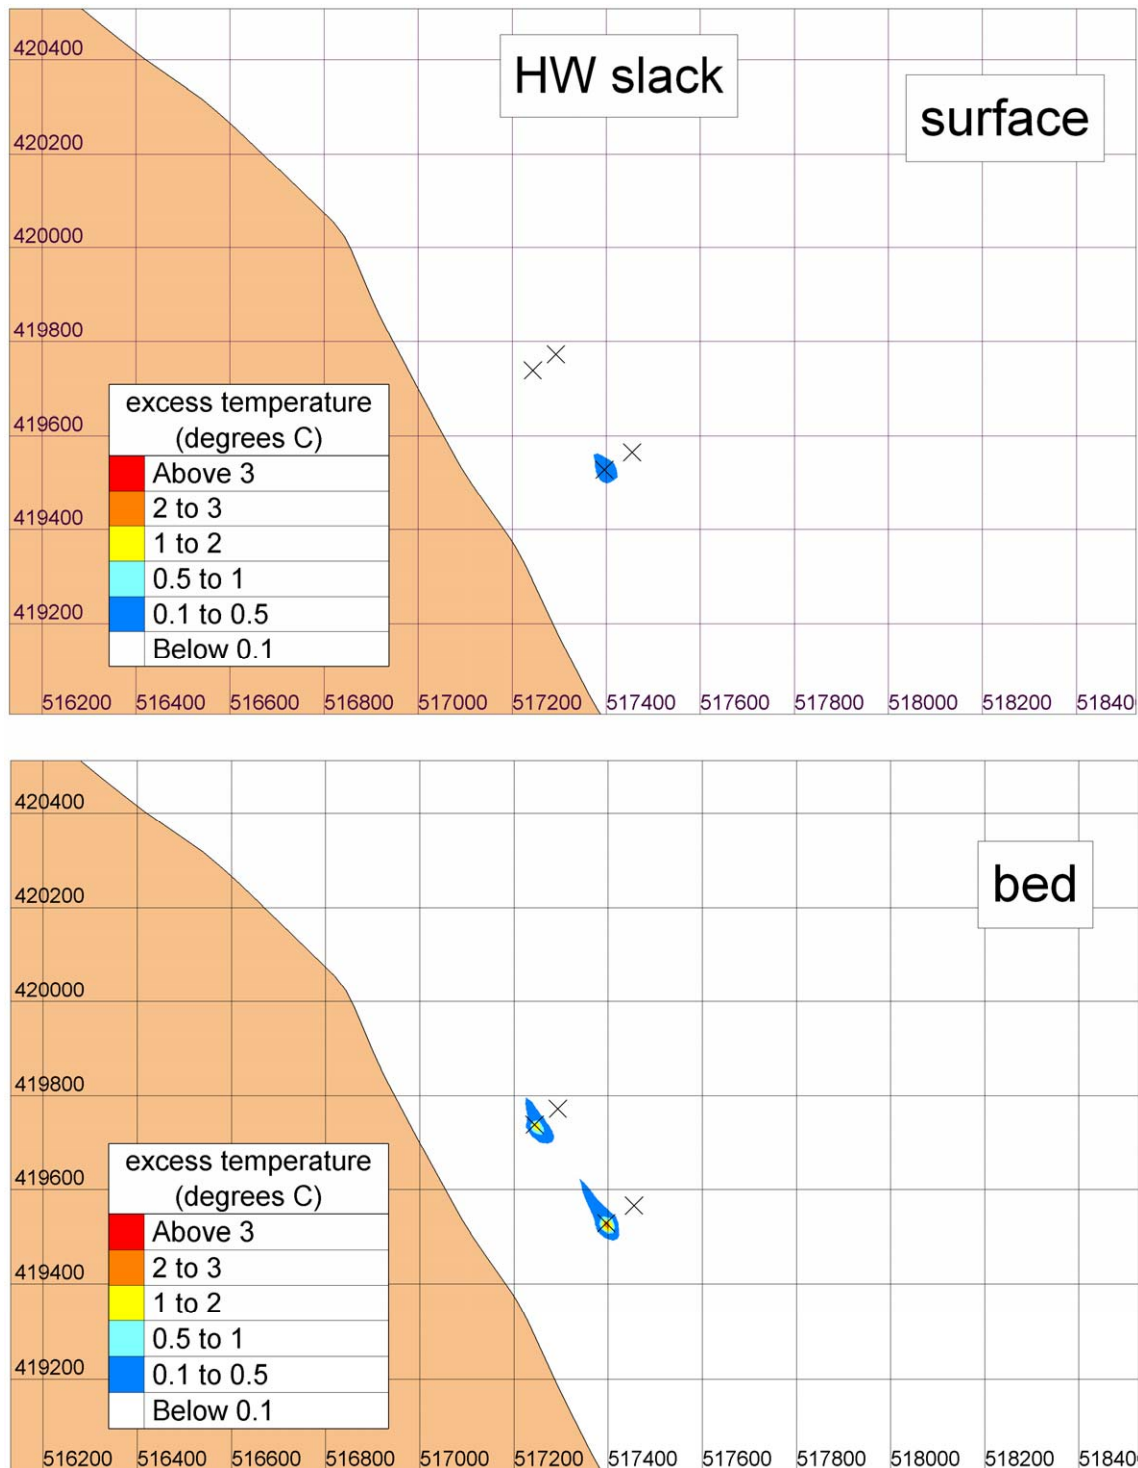 HW slack
surface
420400
420200
420000
419800
419600
419400
419200
excess temperature
(degrees C)
Above 3
2 to 3
1 to 2
0.5 to 1
0.1 to 0.5
Below 0.1
516200 516400 516600 516800 517000 517200 517400 517600 517800 518000 518200 51840
bed
420400
420200
420000
419800
419600
419400
419200
excess temperature
(degrees C)
Above 3
2 to 3
1 to 2
0.5 to 1
0.1 to 0.5
Below 0.1
516200 516400 516600 516800 517000 517200 517400 517600 517800 518000 518200 51840